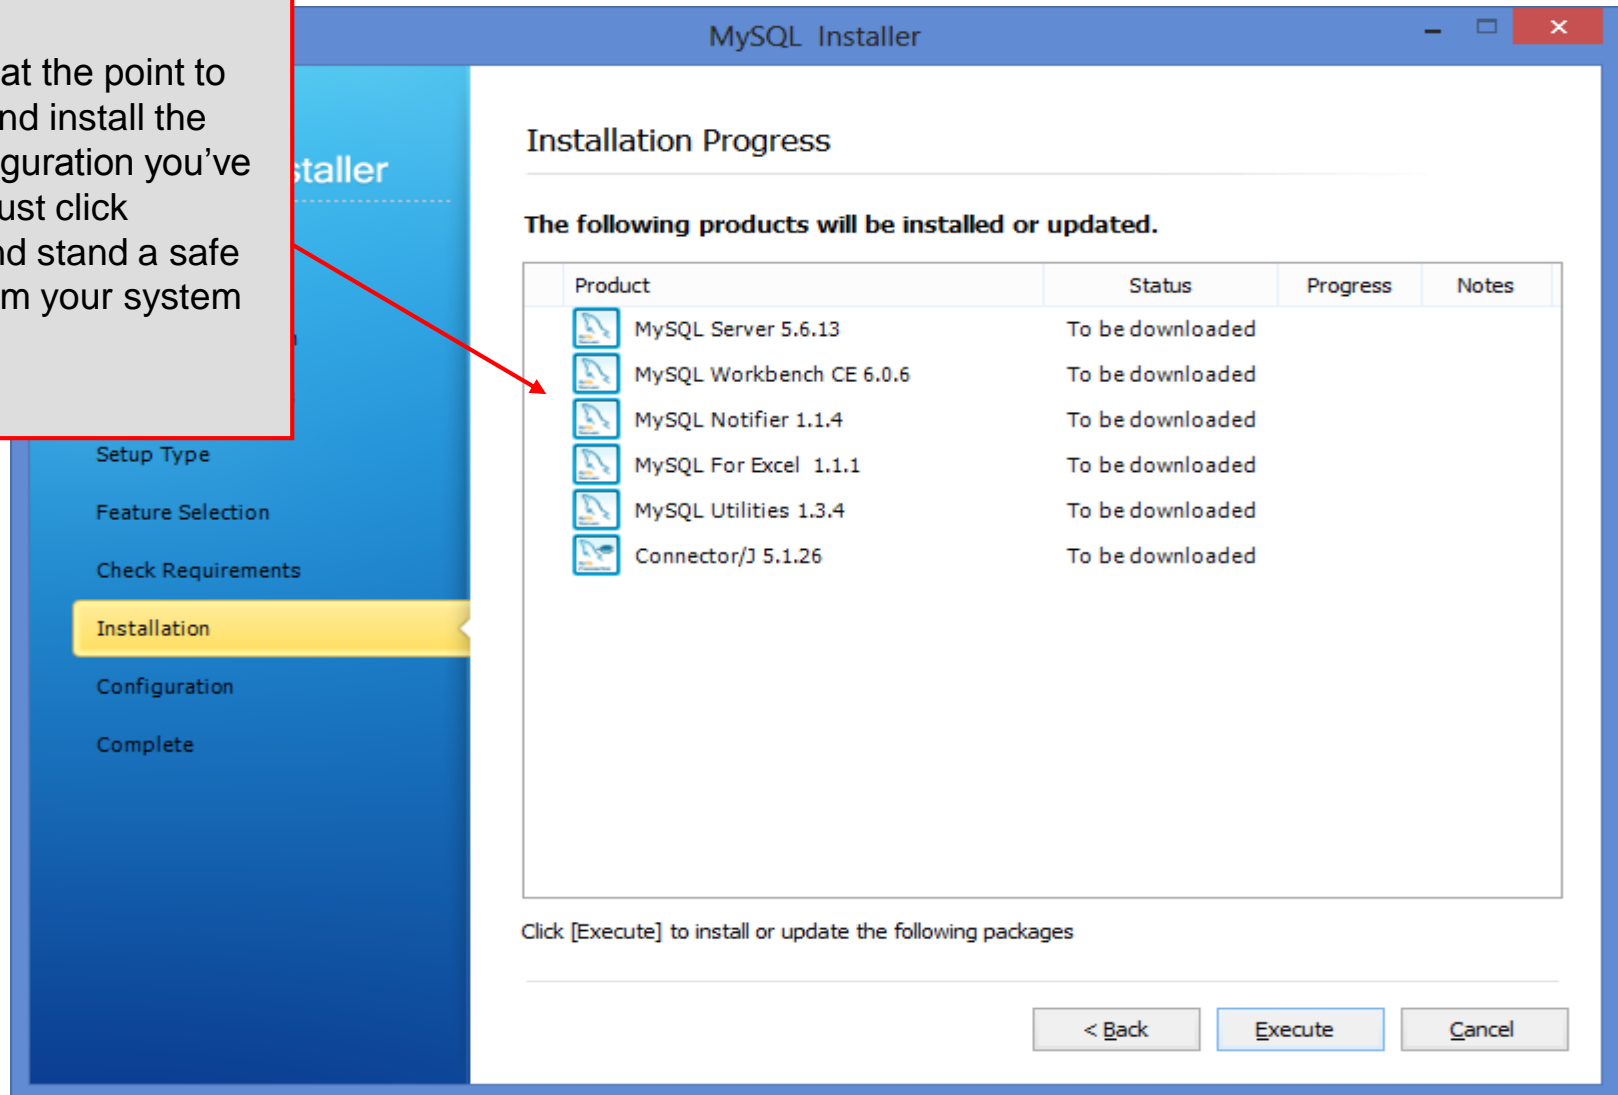 at the point to
nd install the
guration you've
ust click
nd stand a safe
m your system
MySQL Installer
staller
Setup Type
Feature Selection
Check Requirements
Installation
Configuration
Complete
Installation Progress
The following products will be installed or updated.
Product Status Progress Notes
MySQL Server 5.6.13 To be downloaded
MySQL Workbench CE 6.0.6 To be downloaded
MySQL Notifier 1.1.4 To be downloaded
MySQL For Excel 1.1.1 To be downloaded
MySQL Utilities 1.3.4 To be downloaded
Connector/J 5.1.26 To be downloaded
Click [Execute] to install or update the following packages
< Back Execute Cancel